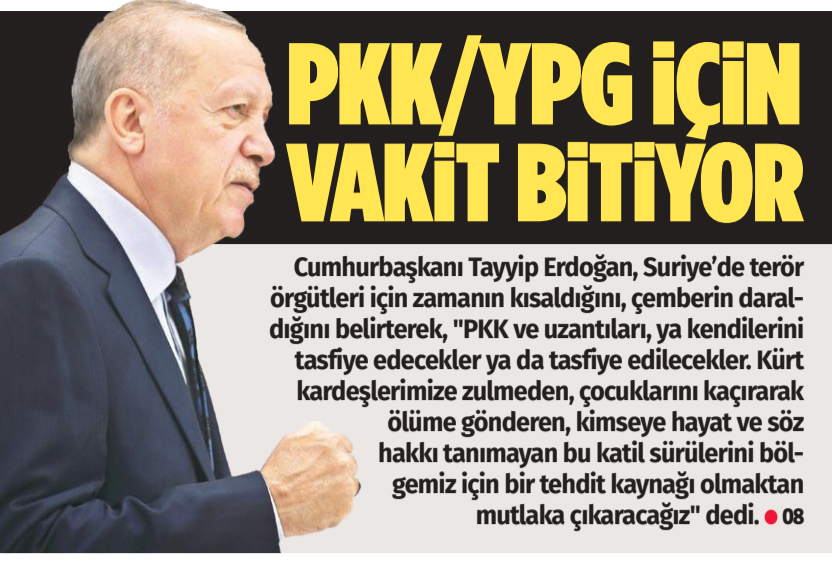 PKK/YPG İÇİN
VAKİT BİTİYOR
Cumhurbaşkanı Tayyip Erdoğan, Suriye’de terör
örgütleri için zamanın kısaldığını, çemberin daral-
dığını belirterek, "PKK ve uzantıları, ya kendilerini
tasfiye edecekler ya da tasfiye edilecekler. Kürt
kardeşlerimize zulmeden, çocuklarını kaçırarak
ölüme gönderen, kimseye hayat ve söz
hakkı tanımayan bu katil sürülerini böl-
gemiz için bir tehdit kaynağı olmaktan
mutlaka çıkaracağız" dedi. ● 08